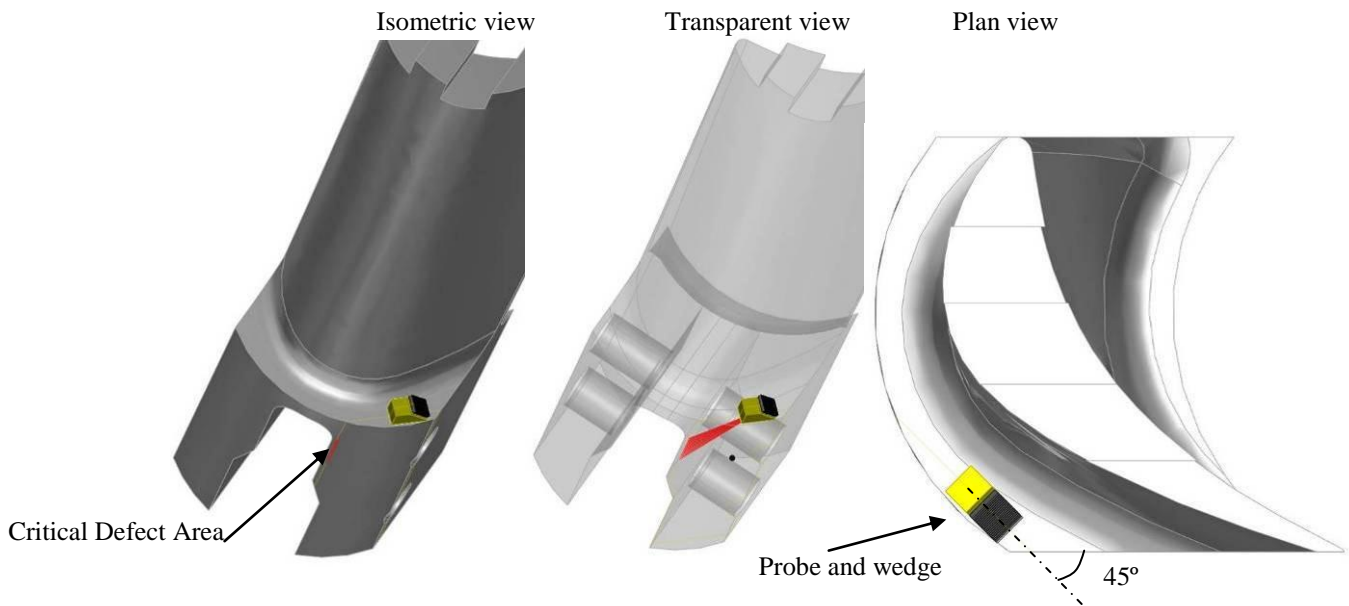 Isometric view
Transparent view
Plan view
Critical Defect Area
Probe and wedge
45º